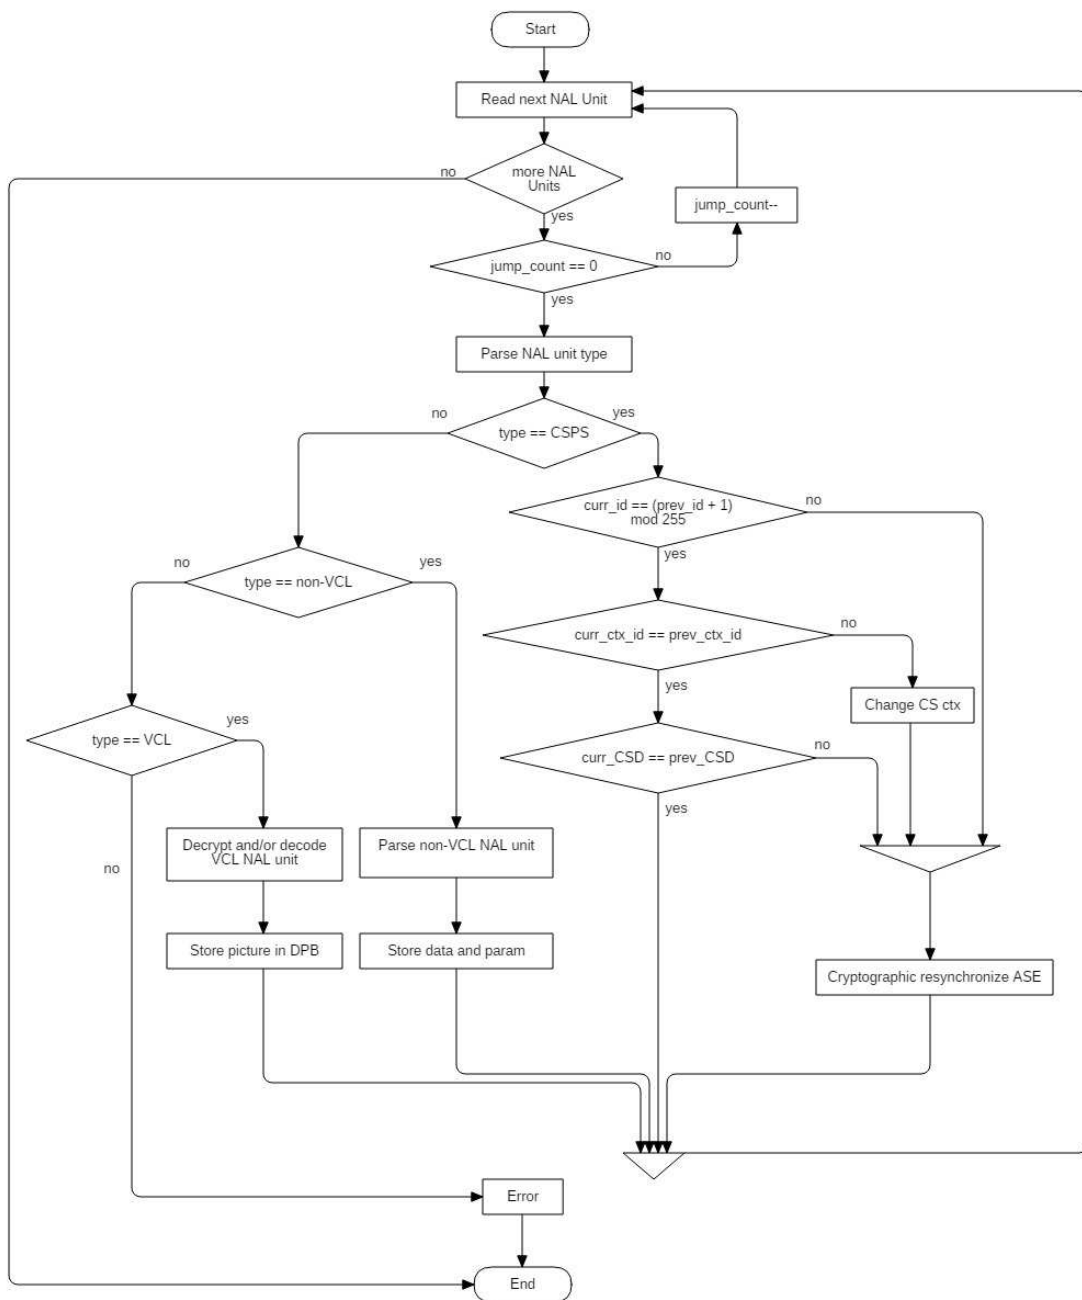 Start
Read next NAL Unit
no
more NAL
Units
jump_count--
yes
jump_count == 0
no
yes
Parse NAL unit type
no
yes
type == CSPS
curr_id == (prev_id + 1)
mod 255
no
yes
no
yes
type == non-VCL
curr_ctx_id == prev_ctx_id
no
yes
Change CS ctx
yes
type == VCL
no
curr_CSD == prev_CSD
yes
Decrypt and/or decode
VCL NAL unit
Parse non-VCL NAL unit
no
Store picture in DPB
Store data and param
Cryptographic resynchronize ASE
Error
End